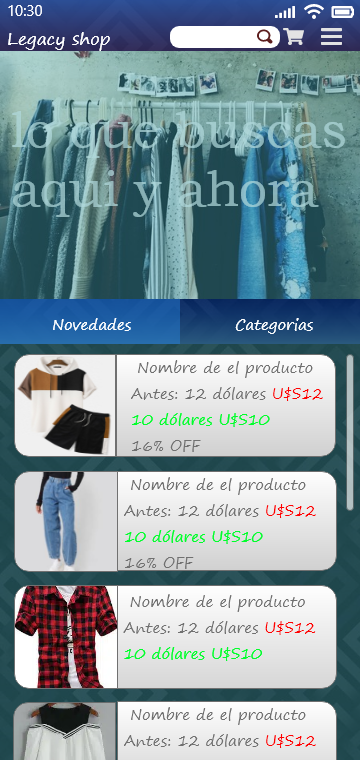 10:30
Legacy shop
lo que buscas
aqui y ahora
Novedades Categorias
Nombre de el producto
Antes: 12 dólares U$S12
10 dólares U$S10
16% OFF
Nombre de el producto
Antes: 12 dólares U$S12
10 dólares U$S10
16% OFF
Nombre de el producto
Antes: 12 dólares U$S12
10 dólares U$S10
Nombre de el producto
Antes: 12 dólares U$S12